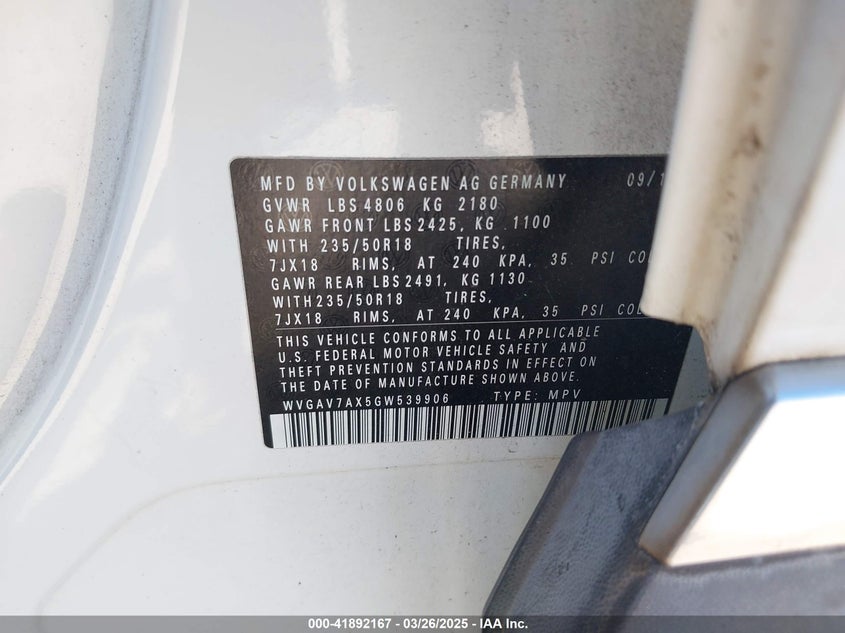 MFD BY VOLKSWAGEN AG GERMANY 09/1
GVWR LBS 4806 KG 2180
GAWR FRONT LBS 2425, KG 1100
WITH 235/50R18 TIRES,
7JX18 RIMS, AT 240 KPA, 35 PSI COL
GAWR REAR LBS 2491, KG 1130
WITH 235/50R18 TIRES,
7JX18 RIMS, AT 240 KPA, 35 PSI COL
THIS VEHICLE CONFORMS TO ALL APPLICABLE
U.S. FEDERAL MOTOR VEHICLE SAFETY AND
THEFT PREVENTION STANDARDS IN EFFECT ON
DATE OF MANUFACTURE SHOWN ABOVE.
WVGAV7AX5GW539906 TYPE: MPV
000-41892167 - 03/26/2025 - IAA Inc.